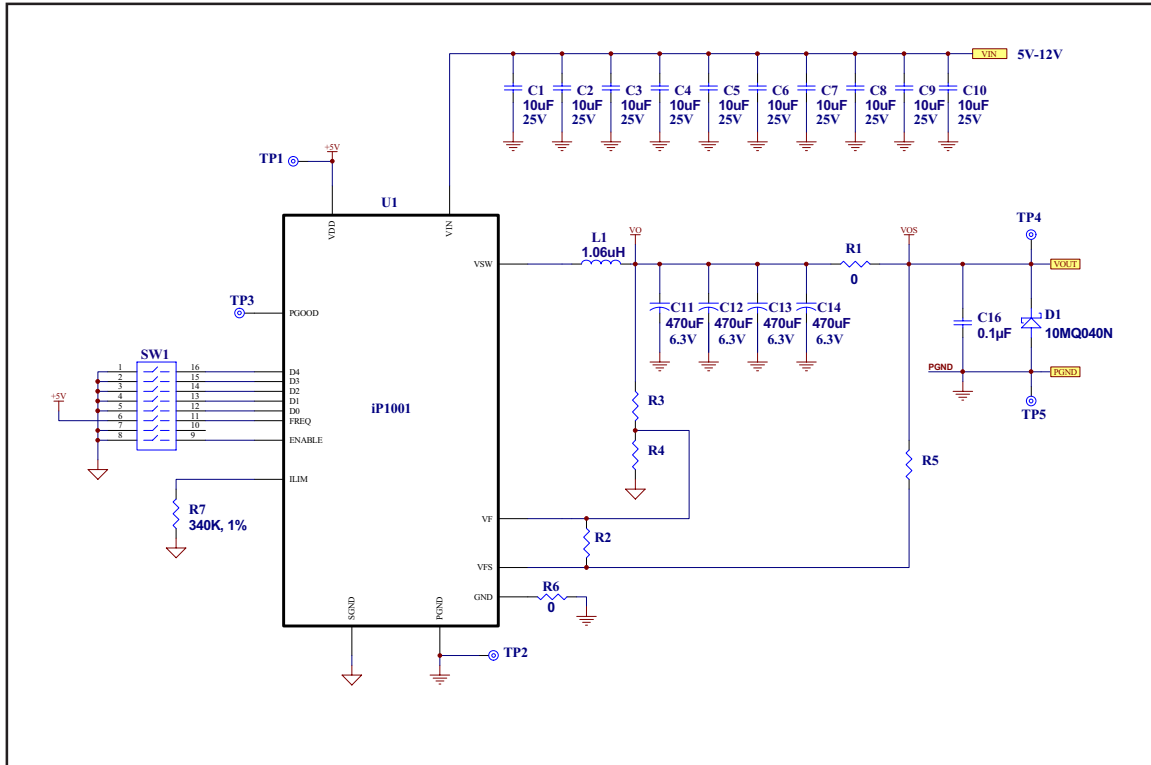 VIN 5V-12V
C1 C2 C3 C4 C5 C6 C7 C8 C9 C10
10uF 10uF 10uF 10uF 10uF 10uF 10uF 10uF 10uF 10uF
25V 25V 25V 25V 25V 25V 25V 25V 25V 25V
+5V
TP1
U1
VDD
VIN
TP4
VO
VOS
L1
1.06uH
R1
0
VSW
VOUT
TP3
PGOOD
C11 C12 C13 C14
470uF 470uF 470uF 470uF
6.3V 6.3V 6.3V 6.3V
C16
0.1µF
D1
10MQ040N
PGND
PGND
TP5
SW1
1 16 D4
2 15 D3
3 14 D2
4 13 D1
5 12 D0
+5V
6 11 FREQ
7 10
8 9 ENABLE
iP1001
R3
R4
R5
ILIM
R7
340K, 1%
VF
R2
VFS
GND
R6
0
SGND
PGND
TP2